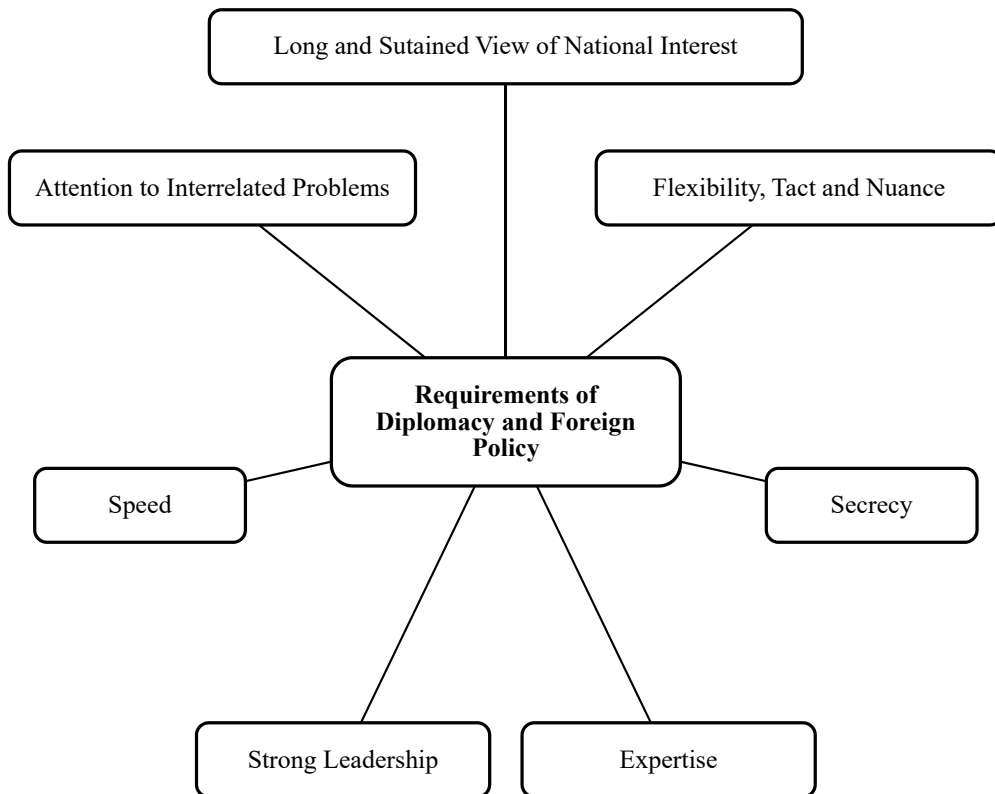 Long and Sutained View of National Interest
Attention to Interrelated Problems
Flexibility, Tact and Nuance
Requirements of
Diplomacy and Foreign
Policy
Speed
Secrecy
Strong Leadership
Expertise